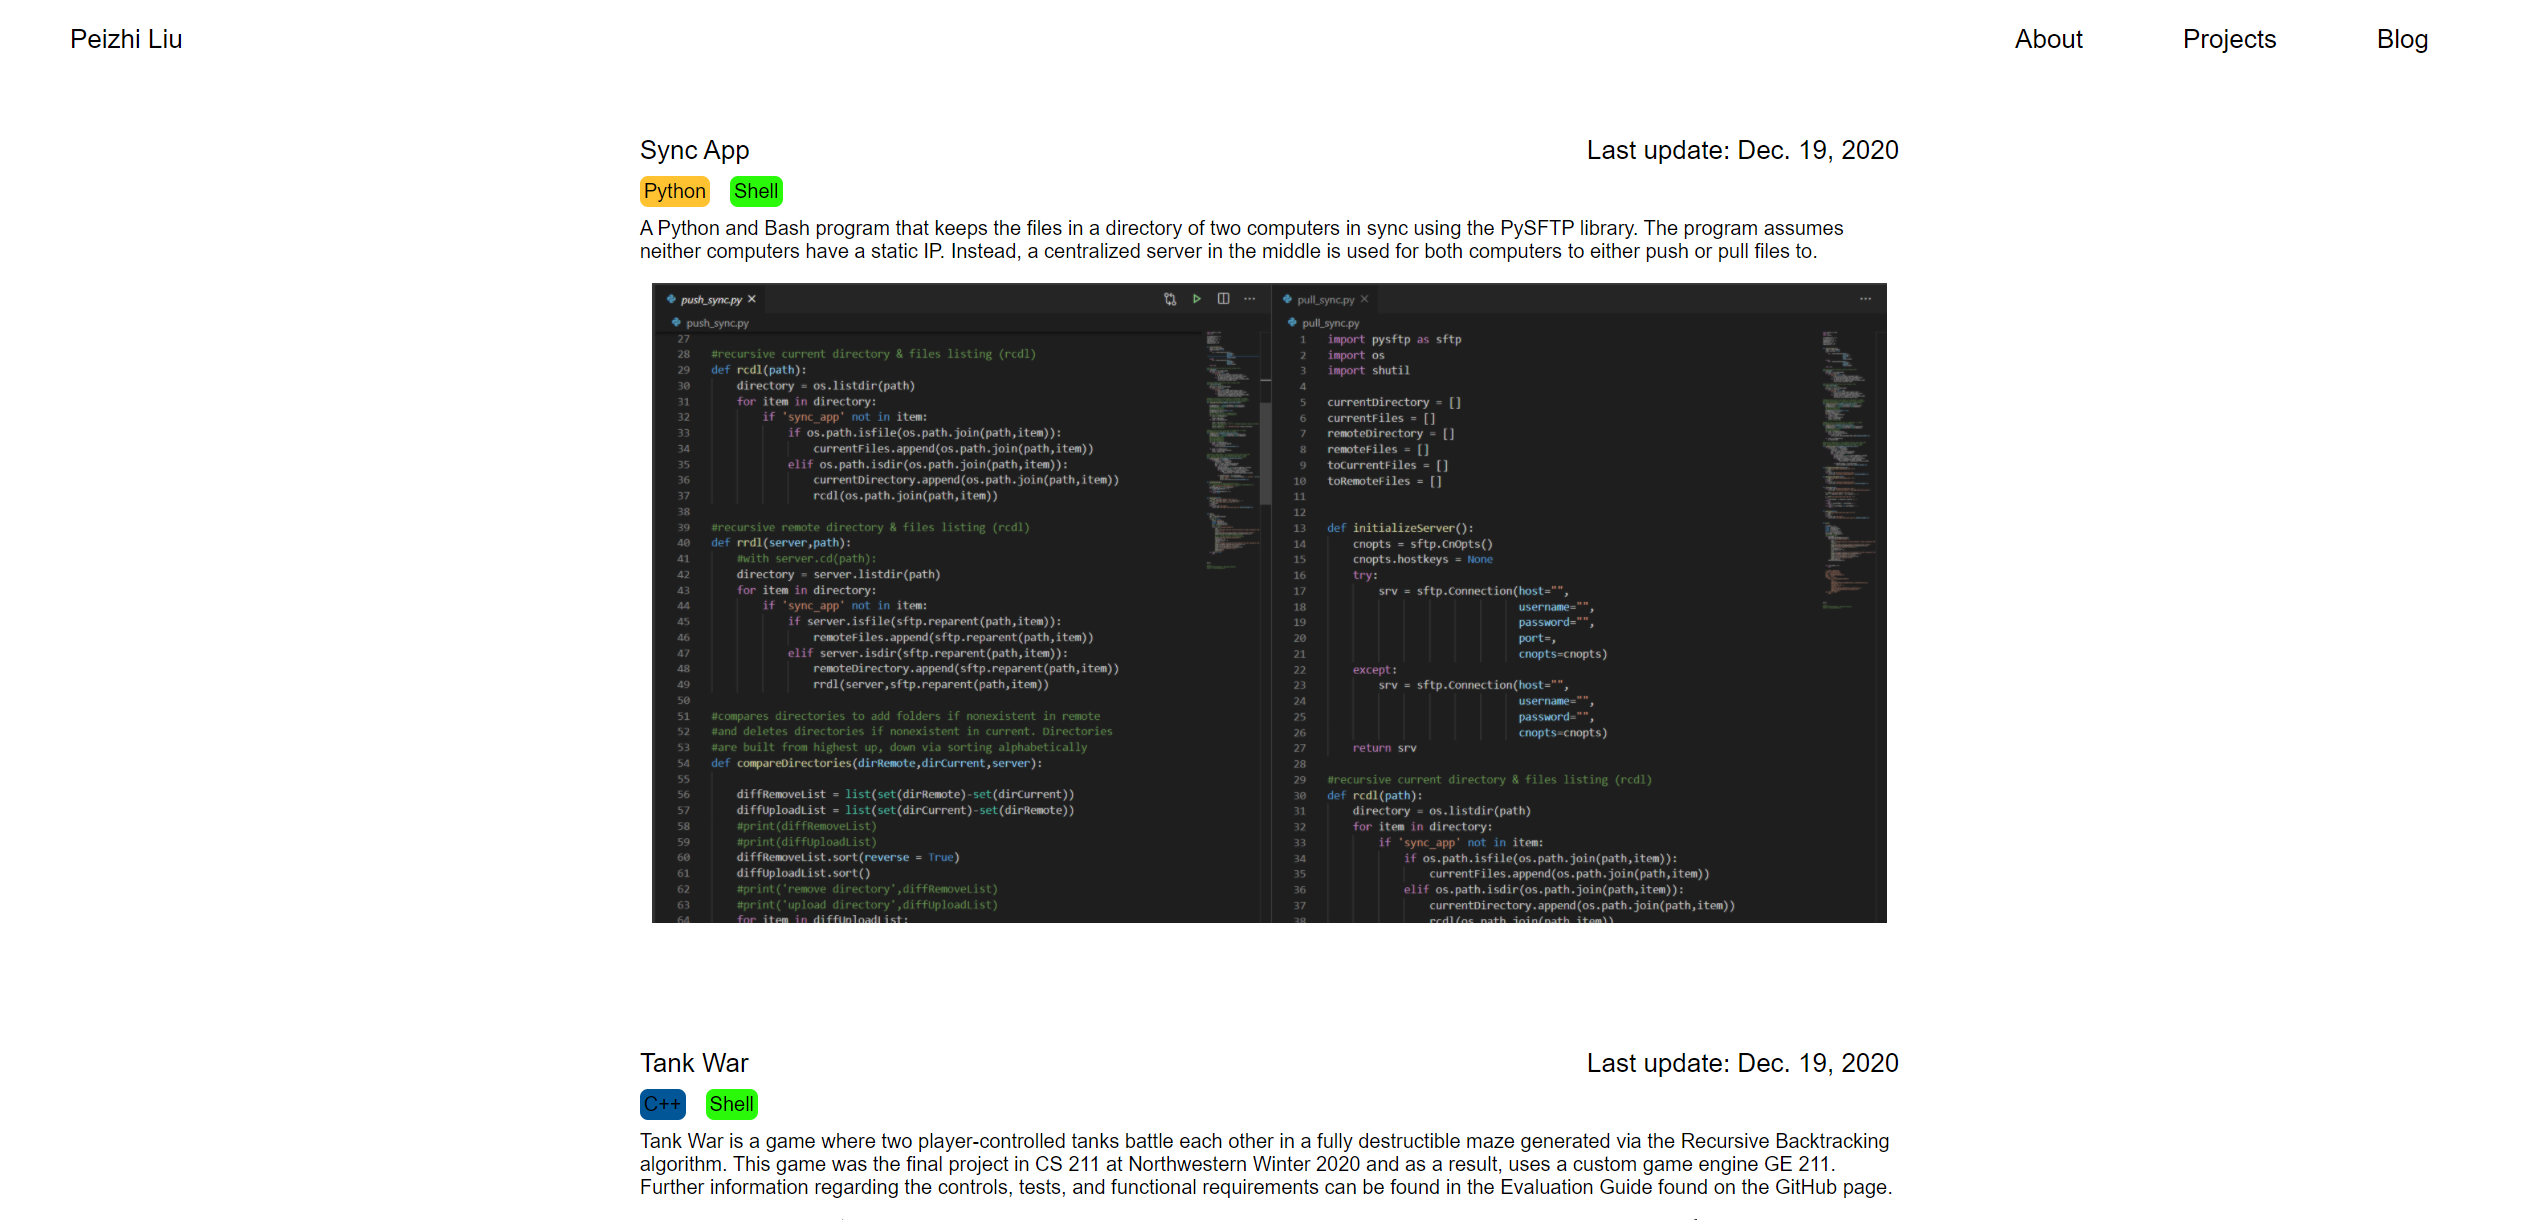 Peizhi Liu
About Projects Blog
Sync App
Last update: Dec. 19, 2020
Python Shell
A Python and Bash program that keeps the files in a directory of two computers in sync using the PySFTP library. The program assumes
neither computers have a static IP. Instead, a centralized server in the middle is used for both computers to either push or pull files to.
push_sync.py
push_sync.py
27
28 #recursive current directory & files listing (rcdl)
29 def rcdl(path):
30 directory = os.listdir(path)
31 for item in directory:
32 if 'sync_app' not in item:
33 if os.path.isfile(os.path.join(path,item)):
34 currentFiles.append(os.path.join(path,item))
35 elif os.path.isdir(os.path.join(path,item)):
36 currentDirectory.append(os.path.join(path,item))
37 rcdl(os.path.join(path,item))
38
39 #recursive remote directory & files listing (rcdl)
40 def rrdl(server,path):
41 #with server.cd(path):
42 directory = server.listdir(path)
43 for item in directory:
44 if 'sync_app' not in item:
45 if server.isfile(sftp.reparent(path,item)):
46 remoteFiles.append(sftp.reparent(path,item))
47 elif server.isdir(sftp.reparent(path,item)):
48 remoteDirectory.append(sftp.reparent(path,item))
49 rrdl(server,sftp.reparent(path,item))
50
51 #compares directories to add folders if nonexistent in remote
52 #and deletes directories if nonexistent in current. Directories
53 #are built from highest up, down via sorting alphabetically
54 def compareDirectories(dirRemote,dirCurrent,server):
55
56 diffRemoveList = list(set(dirRemote)-set(dirCurrent))
57 diffUploadList = list(set(dirCurrent)-set(dirRemote))
58 #print(diffRemoveList)
59 #print(diffUploadList)
60 diffRemoveList.sort(reverse = True)
61 diffUploadList.sort()
62 #print('remove directory',diffRemoveList)
63 #print('upload directory',diffUploadList)
64 for item in diffUploadList:
pull_sync.py
pull_sync.py
1 import pysftp as sftp
2 import os
3 import shutil
4
5 currentDirectory = []
6 currentFiles = []
7 remoteDirectory = []
8 remoteFiles = []
9 toCurrentFiles = []
10 toRemoteFiles = []
11
12
13 def initializeServer():
14 cnopts = sftp.CnOpts()
15 cnopts.hostkeys = None
16 try:
17 srv = sftp.Connection(host="",
18 username="",
19 password="",
20 port=,
21 cnopts=cnopts)
22 except:
23 srv = sftp.Connection(host="",
24 username="",
25 password="",
26 cnopts=cnopts)
27 return srv
28
29 #recursive current directory & files listing (rcdl)
30 def rcdl(path):
31 directory = os.listdir(path)
32 for item in directory:
33 if 'sync_app' not in item:
34 if os.path.isfile(os.path.join(path,item)):
35 currentFiles.append(os.path.join(path,item))
36 elif os.path.isdir(os.path.join(path,item)):
37 currentDirectory.append(os.path.join(path,item))
38 rcdl(os.path.join(path,item))
Tank War
Last update: Dec. 19, 2020
C++ Shell
Tank War is a game where two player-controlled tanks battle each other in a fully destructible maze generated via the Recursive Backtracking
algorithm. This game was the final project in CS 211 at Northwestern Winter 2020 and as a result, uses a custom game engine GE 211.
Further information regarding the controls, tests, and functional requirements can be found in the Evaluation Guide found on the GitHub page.